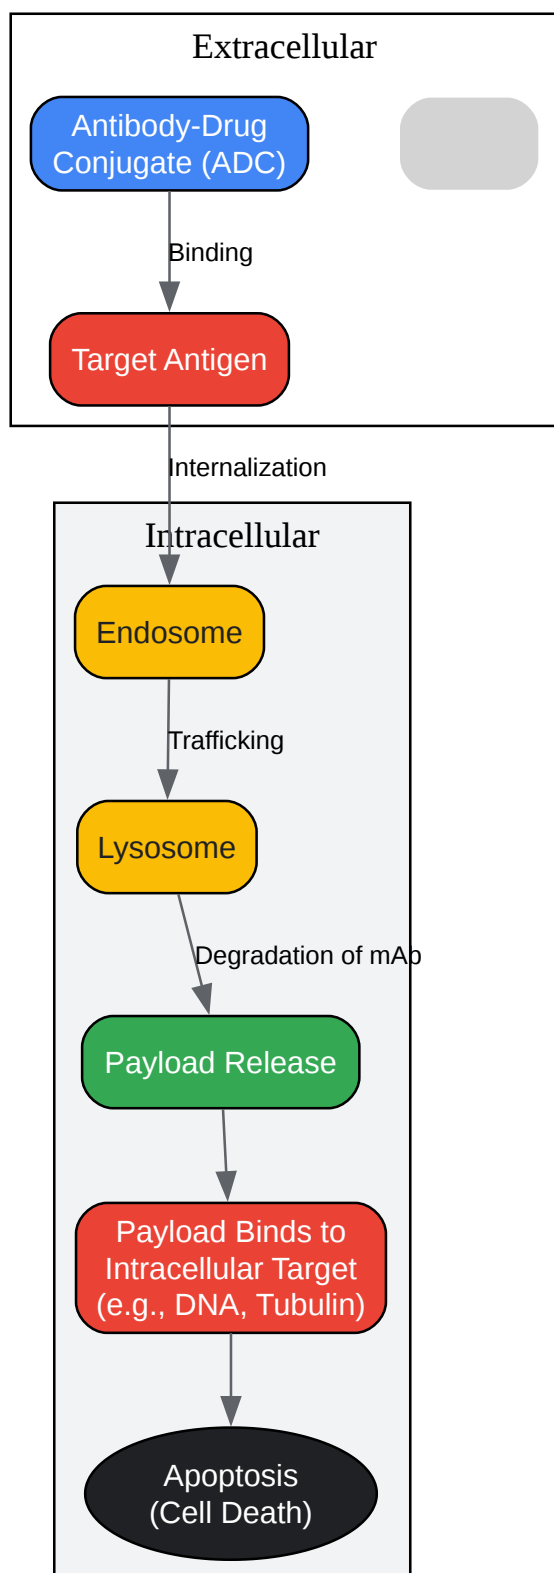 Extracellular
Antibody-Drug
Conjugate (ADC)
Binding
Target Antigen
Internalization
Intracellular
Endosome
Trafficking
Lysosome
Degradation of mAb
Payload Release
Payload Binds to
Intracellular Target
(e.g., DNA, Tubulin)
Apoptosis
(Cell Death)